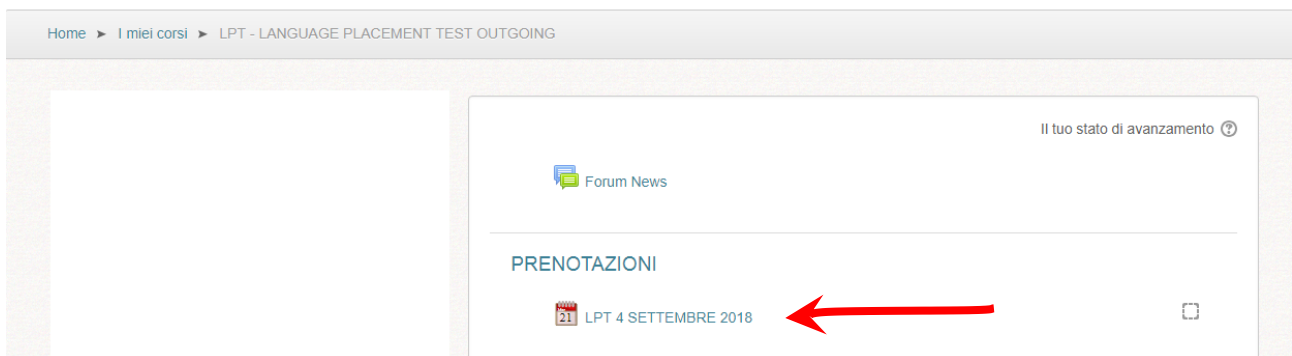 Home ► I miei corsi ► LPT - LANGUAGE PLACEMENT TEST OUTGOING
Il tuo stato di avanzamento ?
Forum News
PRENOTAZIONI
21 LPT 4 SETTEMBRE 2018